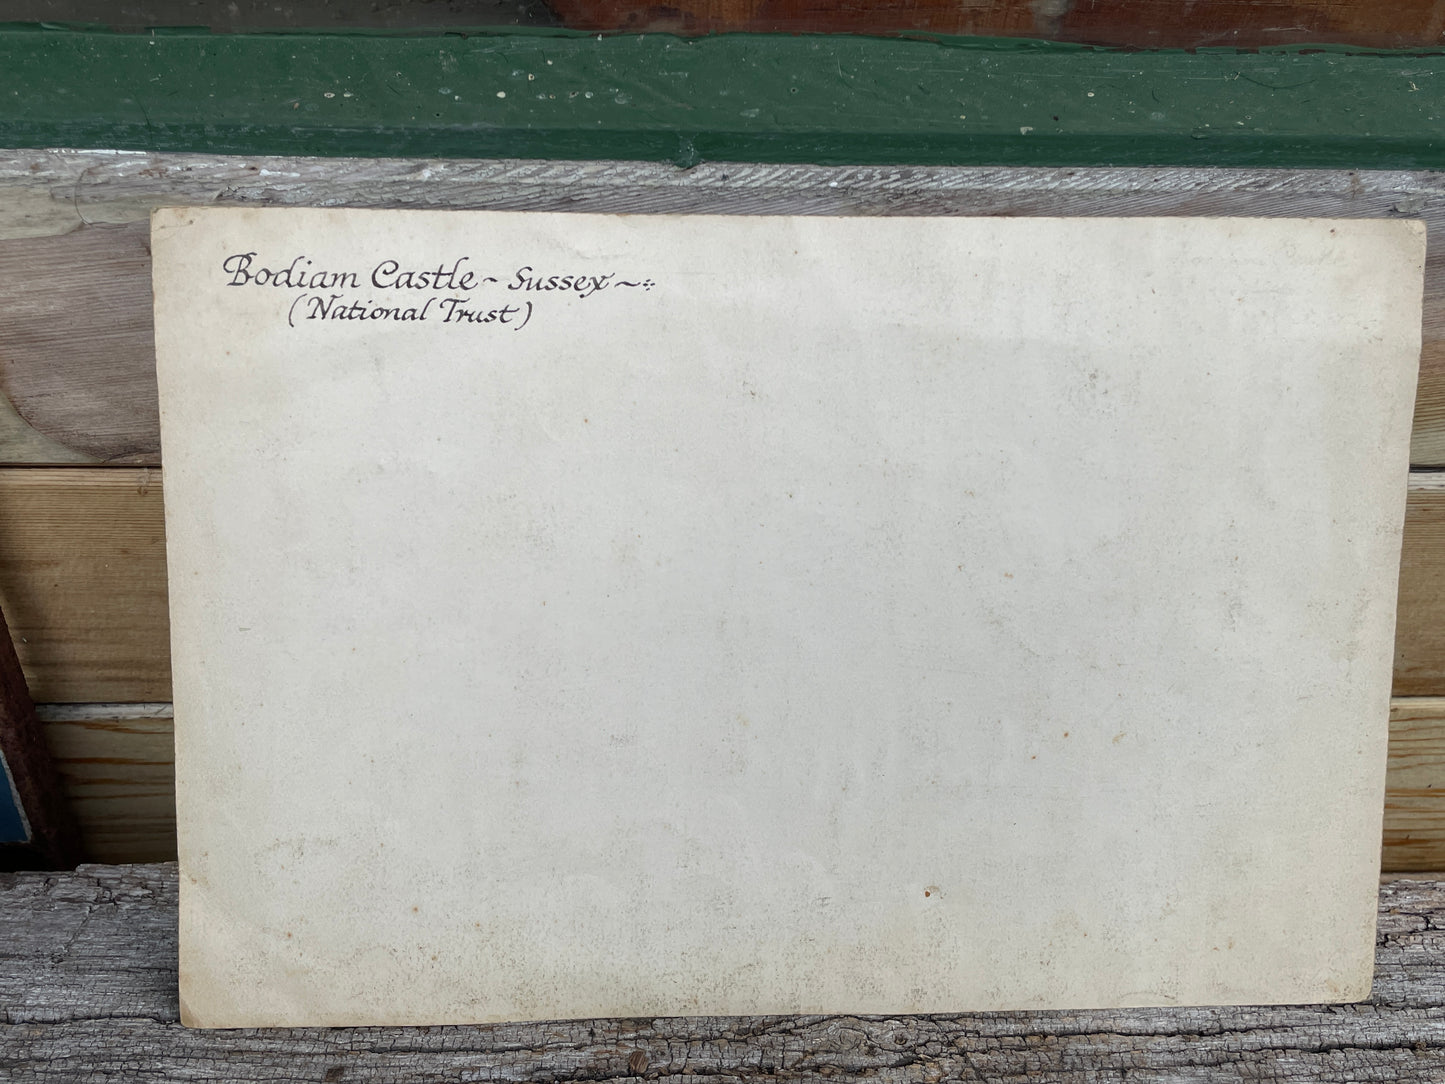 Bodiam Castle ~ Sussex ~
(National Trust)